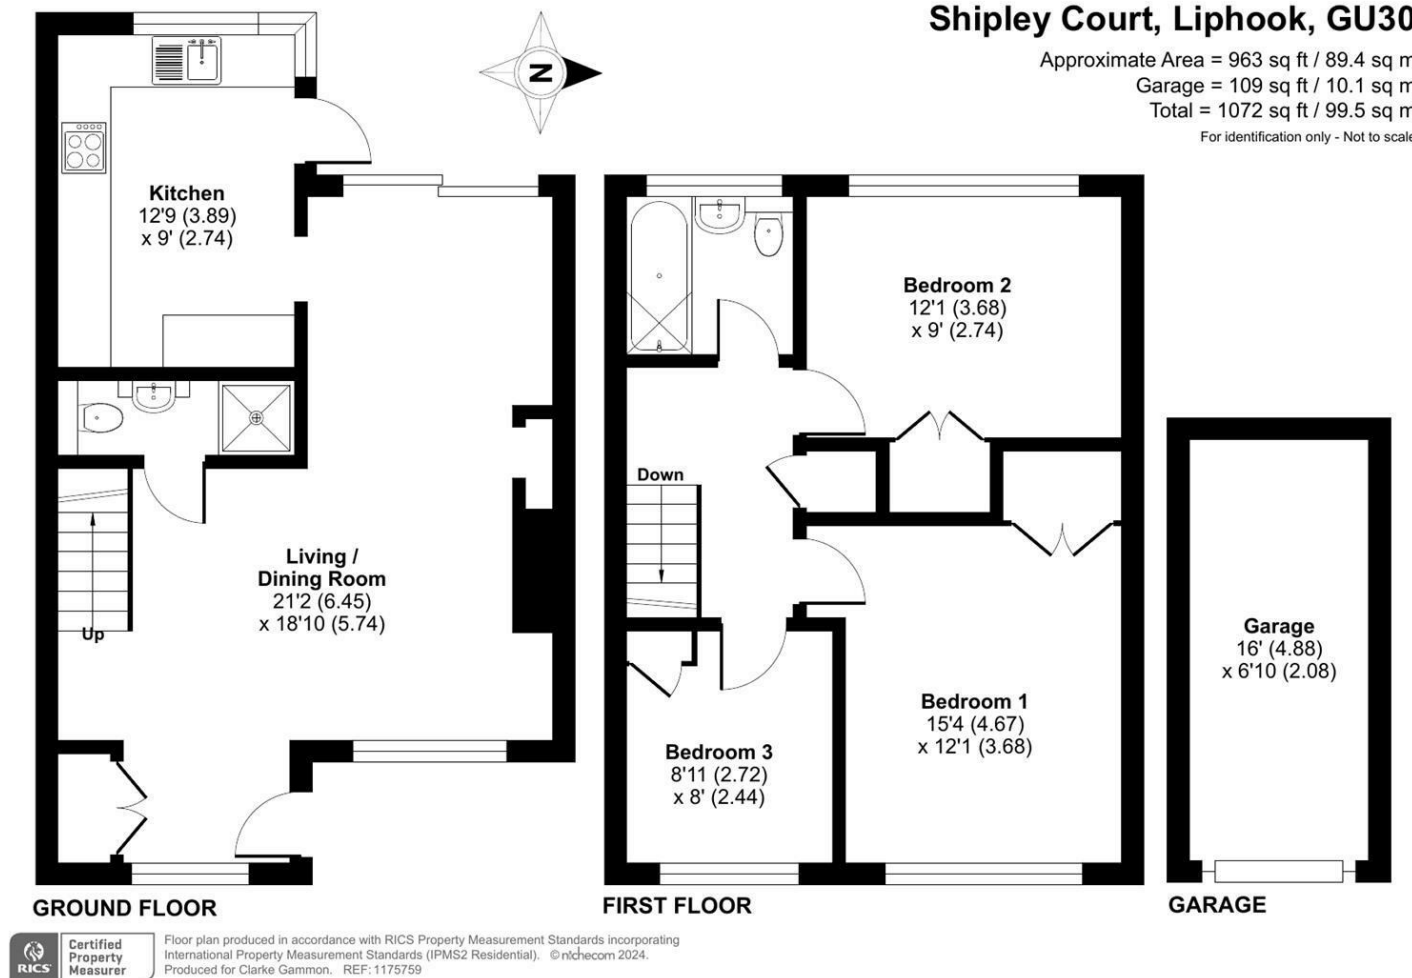 Shipley Court, Liphook, GU30
Approximate Area = 963 sq ft / 89.4 sq m
Garage = 109 sq ft / 10.1 sq m
Total = 1072 sq ft / 99.5 sq m
For identification only - Not to scale
N
Kitchen
12'9 (3.89)
x 9' (2.74)
Living /
Dining Room
21'2 (6.45)
x 18'10 (5.74)
Up
GROUND FLOOR
Bedroom 2
12'1 (3.68)
x 9' (2.74)
Down
Bedroom 1
15'4 (4.67)
x 12'1 (3.68)
Bedroom 3
8'11 (2.72)
x 8' (2.44)
FIRST FLOOR
Garage
16' (4.88)
x 6'10 (2.08)
GARAGE
RICS
Certified
Property
Measurer
Floor plan produced in accordance with RICS Property Measurement Standards incorporating
International Property Measurement Standards (IPMS2 Residential). © nichecom 2024.
Produced for Clarke Gammon. REF: 1175759